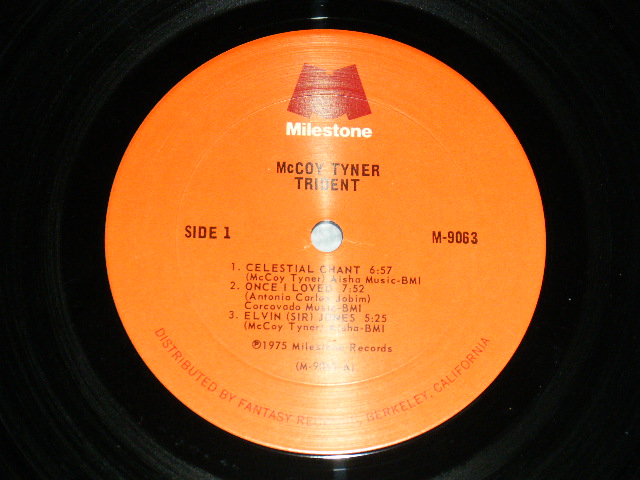 Milestone
McCOY TYNER
TRIDENT
SIDE 1
M-9063
1. CELESTIAL CHANT 6:57
(McCoy Tyner) Aisha Music-BMI
2. ONCE I LOVED 7:52
(Antonio Carlos Jobim)
Corcovado Music-BMI
3. ELVIN (SIR) JONES 5:25
(McCoy Tyner) Aisha-BMI
℗1975 Milestone Records
(M-9063-A)
DISTRIBUTED BY FANTASY RECORDS, BERKELEY, CALIFORNIA